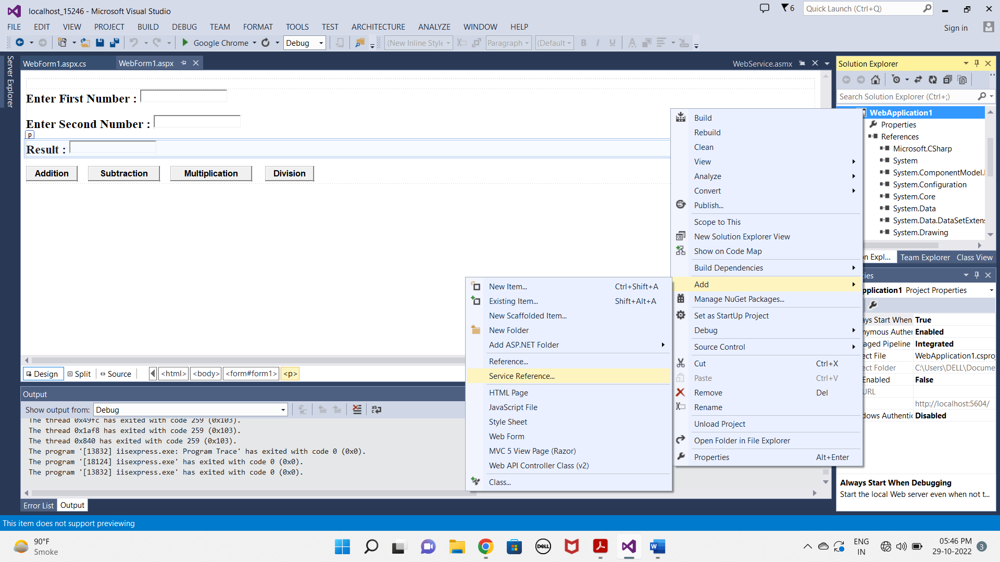 localhost_15246 - Microsoft Visual Studio
6
Quick Launch (Ctrl+Q)
FILE EDIT VIEW PROJECT BUILD DEBUG TEAM FORMAT TOOLS TEST ARCHITECTURE ANALYZE WINDOW HELP
Sign in
Google Chrome Debug (New Inline Style Paragraph (Default B I U A
Server Explorer
WebForm1.aspx.cs WebForm1.aspx WebService.asmx
Enter First Number :
Enter Second Number :
p
Result :
Addition Subtraction Multiplication Division
Design Split Source <html> <body> <form#form1> <p>
Output
Show output from: Debug
The thread 0x49fc has exited with code 259 (0x103).
The thread 0x1af8 has exited with code 259 (0x103).
The thread 0x840 has exited with code 259 (0x103).
The program '[13832] iisexpress.exe: Program Trace' has exited with code 0 (0x0).
The program '[18124] iisexpress.exe' has exited with code 0 (0x0).
The program '[13832] iisexpress.exe' has exited with code 0 (0x0).
Error List Output
New Item... Ctrl+Shift+A
Existing Item... Shift+Alt+A
New Scaffolded Item...
New Folder
Add ASP.NET Folder
Reference...
Service Reference...
HTML Page
JavaScript File
Style Sheet
Web Form
MVC 5 View Page (Razor)
Web API Controller Class (v2)
Class...
Build
Rebuild
Clean
View
Analyze
Convert
Publish...
Scope to This
New Solution Explorer View
Show on Code Map
Build Dependencies
Add
Manage NuGet Packages...
Set as StartUp Project
Debug
Source Control
Cut Ctrl+X
Paste Ctrl+V
Remove Del
Rename
Unload Project
Open Folder in File Explorer
Properties Alt+Enter
Solution Explorer
Search Solution Explorer (Ctrl+;)
WebApplication1
Properties
References
Microsoft.CSharp
System
System.ComponentModel.
System.Configuration
System.Core
System.Data
System.Data.DataSetExten
System.Drawing
n Expl... Team Explorer Class View
ties
pplication1 Project Properties
ays Start When True
nymous Auther Enabled
aged Pipeline Integrated
ect File WebApplication1.cspro
ect Folder C:\Users\DELL\Docume
Enabled False
URL
http://localhost:5604/
dows Authentic Disabled
Always Start When Debugging
Start the local Web server even when not t...
This item does not support previewing
90°F
Smoke
DELL
W
ENG
IN
05:46 PM
29-10-2022
3